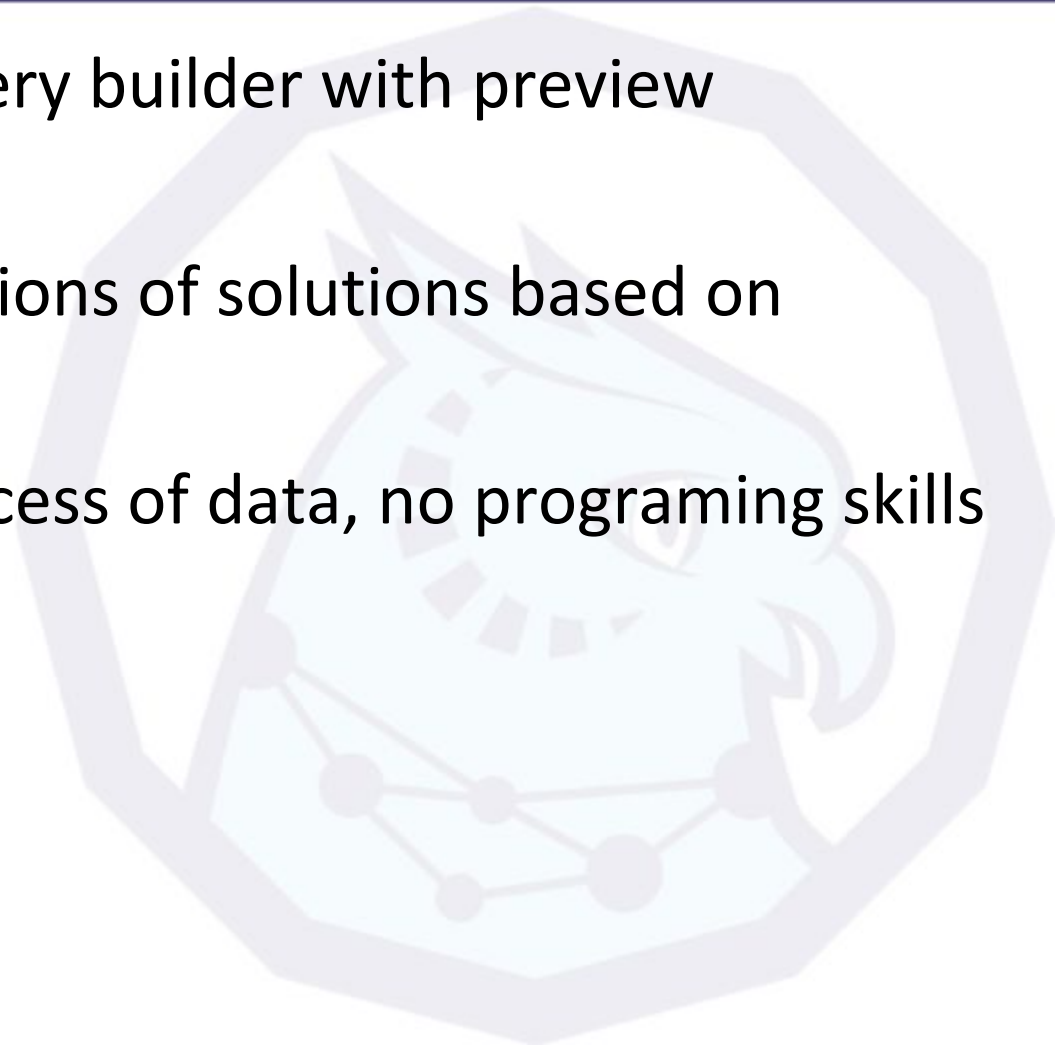 ery builder with preview
ions of solutions based on
cess of data, no programing skills